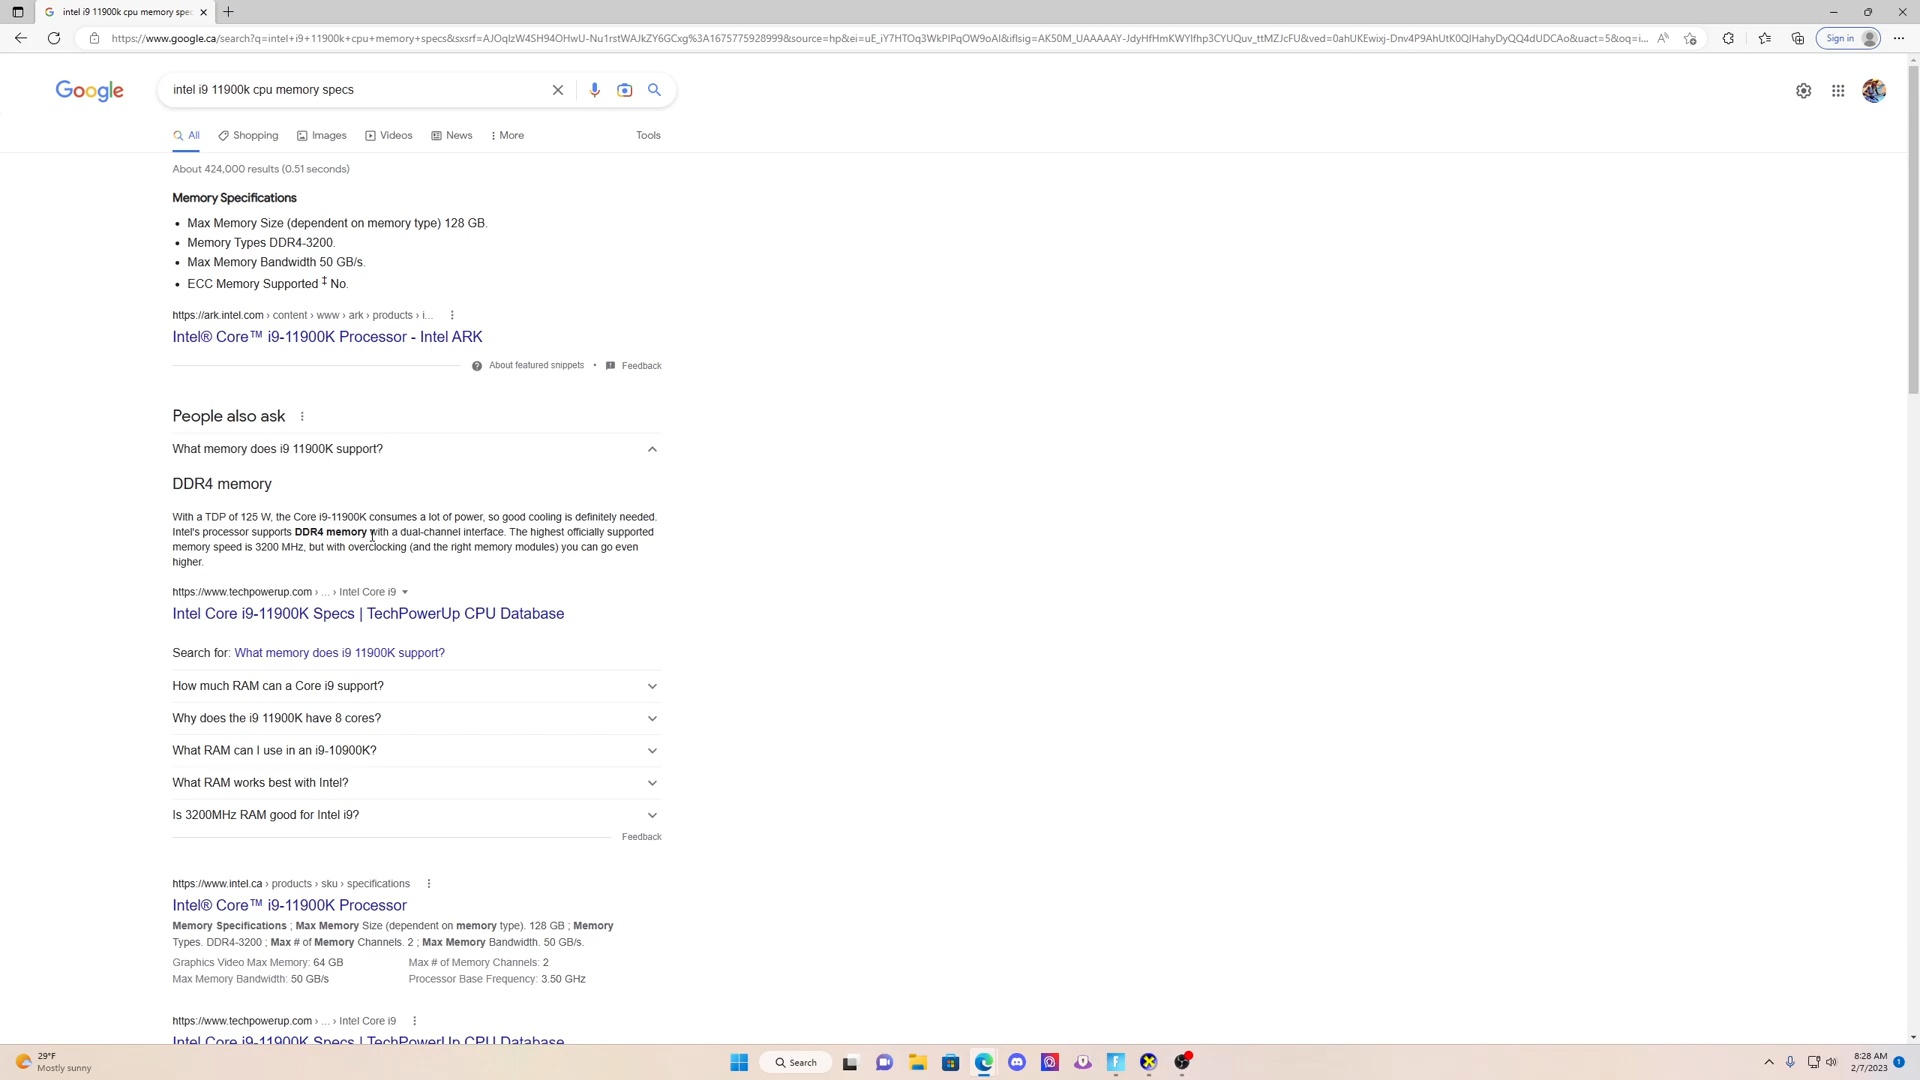 intel i9 11900k cpu memory spec
https://www.google.ca/search?q=intel+i9+11900k+cpu+memory+specs&sxsrf=AJOqlzW4SH94OHwU-Nu1rstWAJkZY6GCxg%3A1675775928999&source=hp&ei=uE_iY7HTOq3WkPIPqOW9oAI&iflsig=AK50M_UAAAAAY-JdyHfHmKWYIfhp3CYUQuv_ttMZJcFU&ved=0ahUKEwixj-Dnv4P9AhUtK0QIHahyDyQQ4dUDCAo&uact=5&oq=i...
Sign in
Google
intel i9 11900k cpu memory specs
All
Shopping
Images
Videos
News
More
Tools
About 424,000 results (0.51 seconds)
Memory Specifications
• Max Memory Size (dependent on memory type) 128 GB.
• Memory Types DDR4-3200.
• Max Memory Bandwidth 50 GB/s.
• ECC Memory Supported ‡ No.
https://ark.intel.com › content › www › ark › products › i...
Intel® Core™ i9-11900K Processor - Intel ARK
About featured snippets • Feedback
People also ask
What memory does i9 11900K support?
DDR4 memory
With a TDP of 125 W, the Core i9-11900K consumes a lot of power, so good cooling is definitely needed.
Intel's processor supports DDR4 memory with a dual-channel interface. The highest officially supported
memory speed is 3200 MHz, but with overclocking (and the right memory modules) you can go even
higher.
https://www.techpowerup.com › ... › Intel Core i9
Intel Core i9-11900K Specs | TechPowerUp CPU Database
Search for: What memory does i9 11900K support?
How much RAM can a Core i9 support?
Why does the i9 11900K have 8 cores?
What RAM can I use in an i9-10900K?
What RAM works best with Intel?
Is 3200MHz RAM good for Intel i9?
Feedback
https://www.intel.ca › products › sku › specifications
Intel® Core™ i9-11900K Processor
Memory Specifications ; Max Memory Size (dependent on memory type). 128 GB ; Memory
Types. DDR4-3200 ; Max # of Memory Channels. 2 ; Max Memory Bandwidth. 50 GB/s.
Graphics Video Max Memory: 64 GB
Max # of Memory Channels: 2
Max Memory Bandwidth: 50 GB/s
Processor Base Frequency: 3.50 GHz
https://www.techpowerup.com › ... › Intel Core i9
Intel Core i9-11900K Specs | TechPowerUp CPU Database
29°F
Mostly sunny
Search
8:28 AM
2/7/2023
1